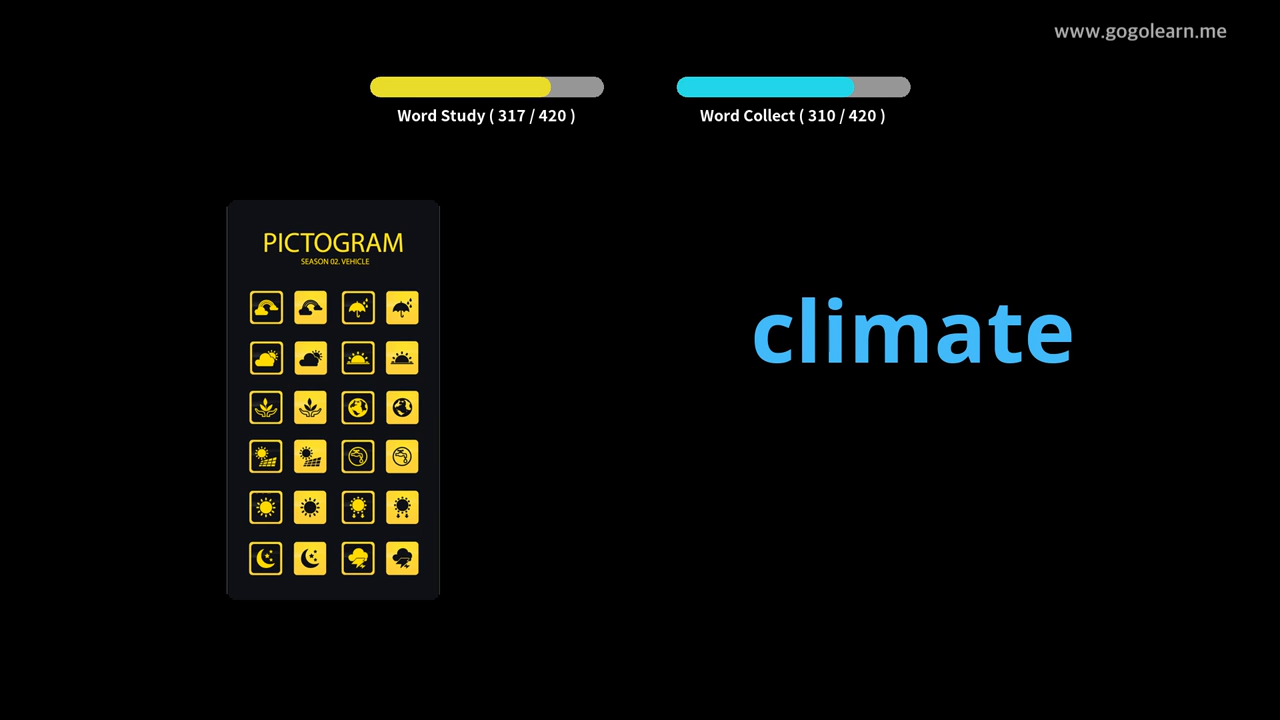 www.gogolearn.me
Word Study ( 317 / 420 )
Word Collect ( 310 / 420 )
PICTOGRAM
SEASON 02. VEHICLE
climate